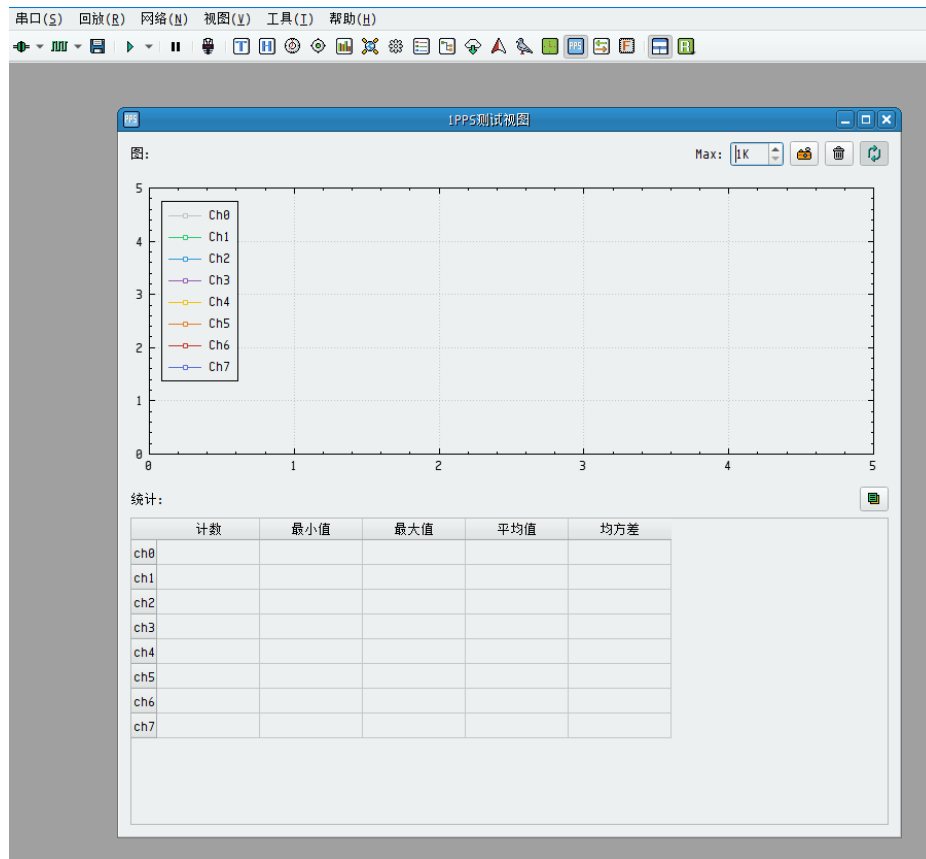 串口(S) 回放(R) 网络(N) 视图(V) 工具(I) 帮助(H)
T H L PPS F R
PPS 1PPS测试视图
图: Max: 1K
5
4
3
2
1
0
Ch0
Ch1
Ch2
Ch3
Ch4
Ch5
Ch6
Ch7
0 1 2 3 4 5
统计:
计数 最小值 最大值 平均值 均方差
ch0
ch1
ch2
ch3
ch4
ch5
ch6
ch7